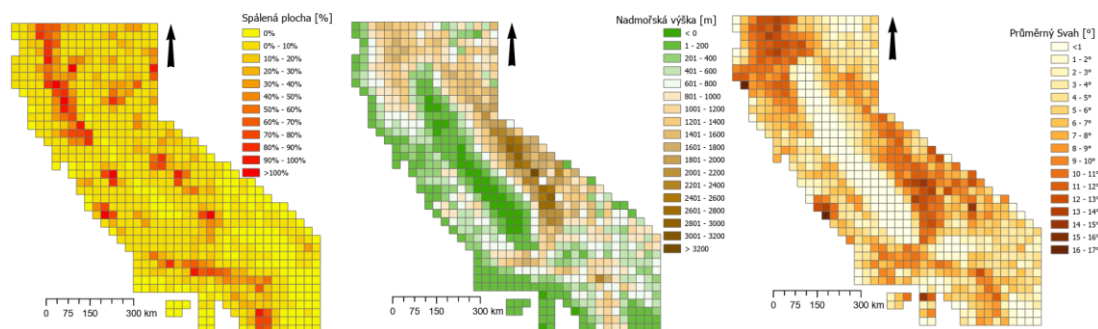 Spálená plocha [%]
0%
0% - 10%
10% - 20%
20% - 30%
30% - 40%
40% - 50%
50% - 60%
60% - 70%
70% - 80%
80% - 90%
90% - 100%
>100%
0 75 150 300 km
Nadmořská výška [m]
< 0
1 - 200
201 - 400
401 - 600
601 - 800
801 - 1000
1001 - 1200
1201 - 1400
1401 - 1600
1601 - 1800
1801 - 2000
2001 - 2200
2201 - 2400
2401 - 2600
2601 - 2800
2801 - 3000
3001 - 3200
> 3200
0 75 150 300 km
Průměrný Svah [°]
<1
1 - 2°
2 - 3°
3 - 4°
4 - 5°
5 - 6°
6 - 7°
7 - 8°
8 - 9°
9 - 10°
10 - 11°
11 - 12°
12 - 13°
13 - 14°
14 - 15°
15 - 16°
16 - 17°
0 75 150 300 km